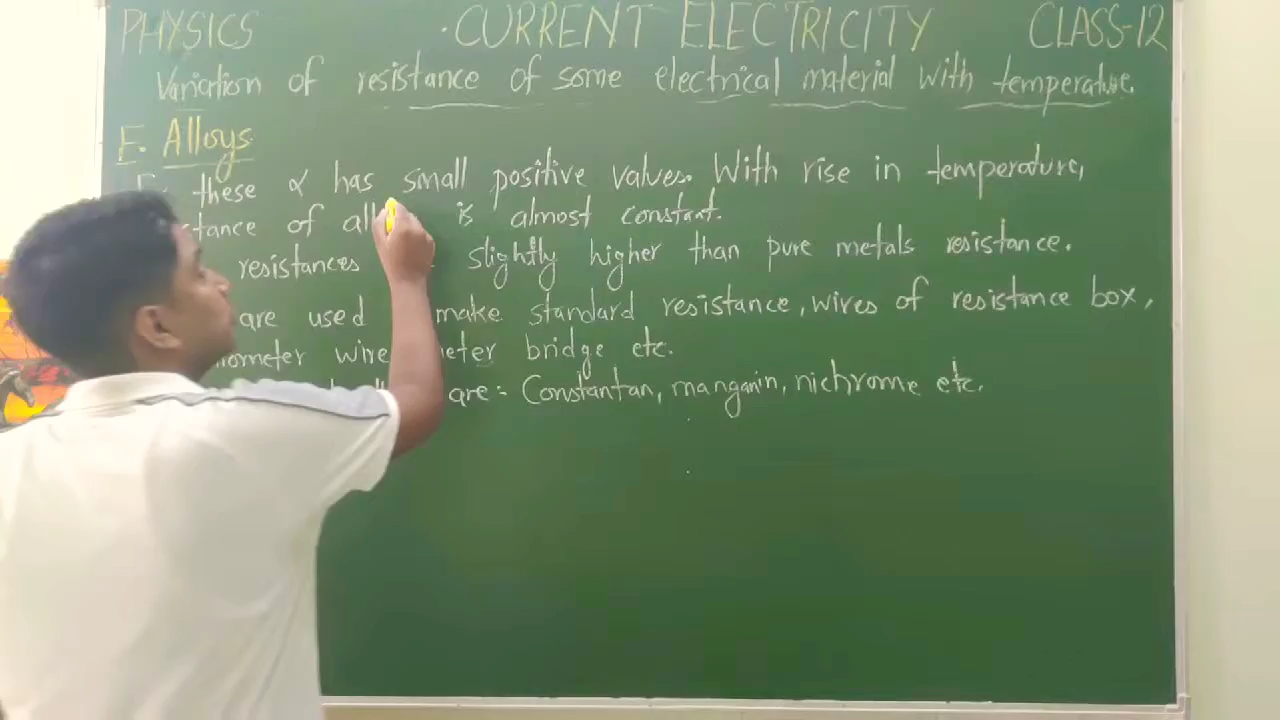 PHYSICS CURRENT ELECTRICITY CLASS-12
Variation of resistance of some electrical material with temperature.
E. Alloys
these α has small positive values. With rise in temperature,
of is almost constant.
resistances slightly higher than pure metals resistance.
are used make standard resistance, wires of resistance box,
wire bridge etc.
are:- Constantan, manganin, nichrome etc.